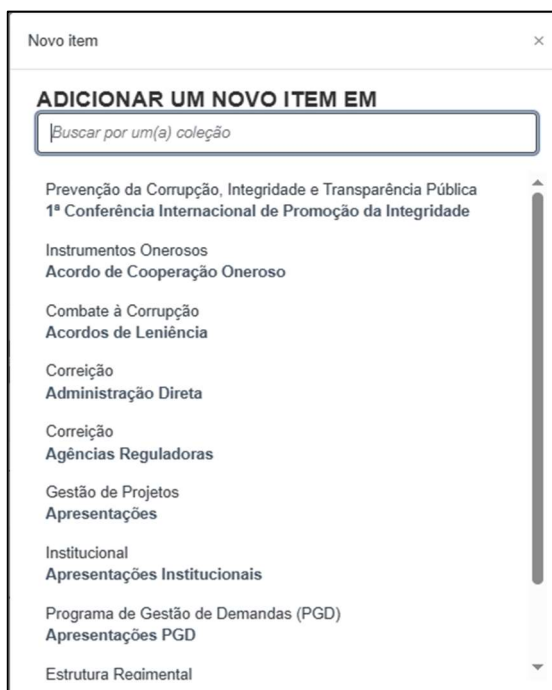 Novo item ×
ADICIONAR UM NOVO ITEM EM
Buscar por um(a) coleção
Prevenção da Corrupção, Integridade e Transparência Pública
1ª Conferência Internacional de Promoção da Integridade
Instrumentos Onerosos
Acordo de Cooperação Oneroso
Combate à Corrupção
Acordos de Leniência
Correição
Administração Direta
Correição
Agências Reguladoras
Gestão de Projetos
Apresentações
Institucional
Apresentações Institucionais
Programa de Gestão de Demandas (PGD)
Apresentações PGD
Estrutura Regimental